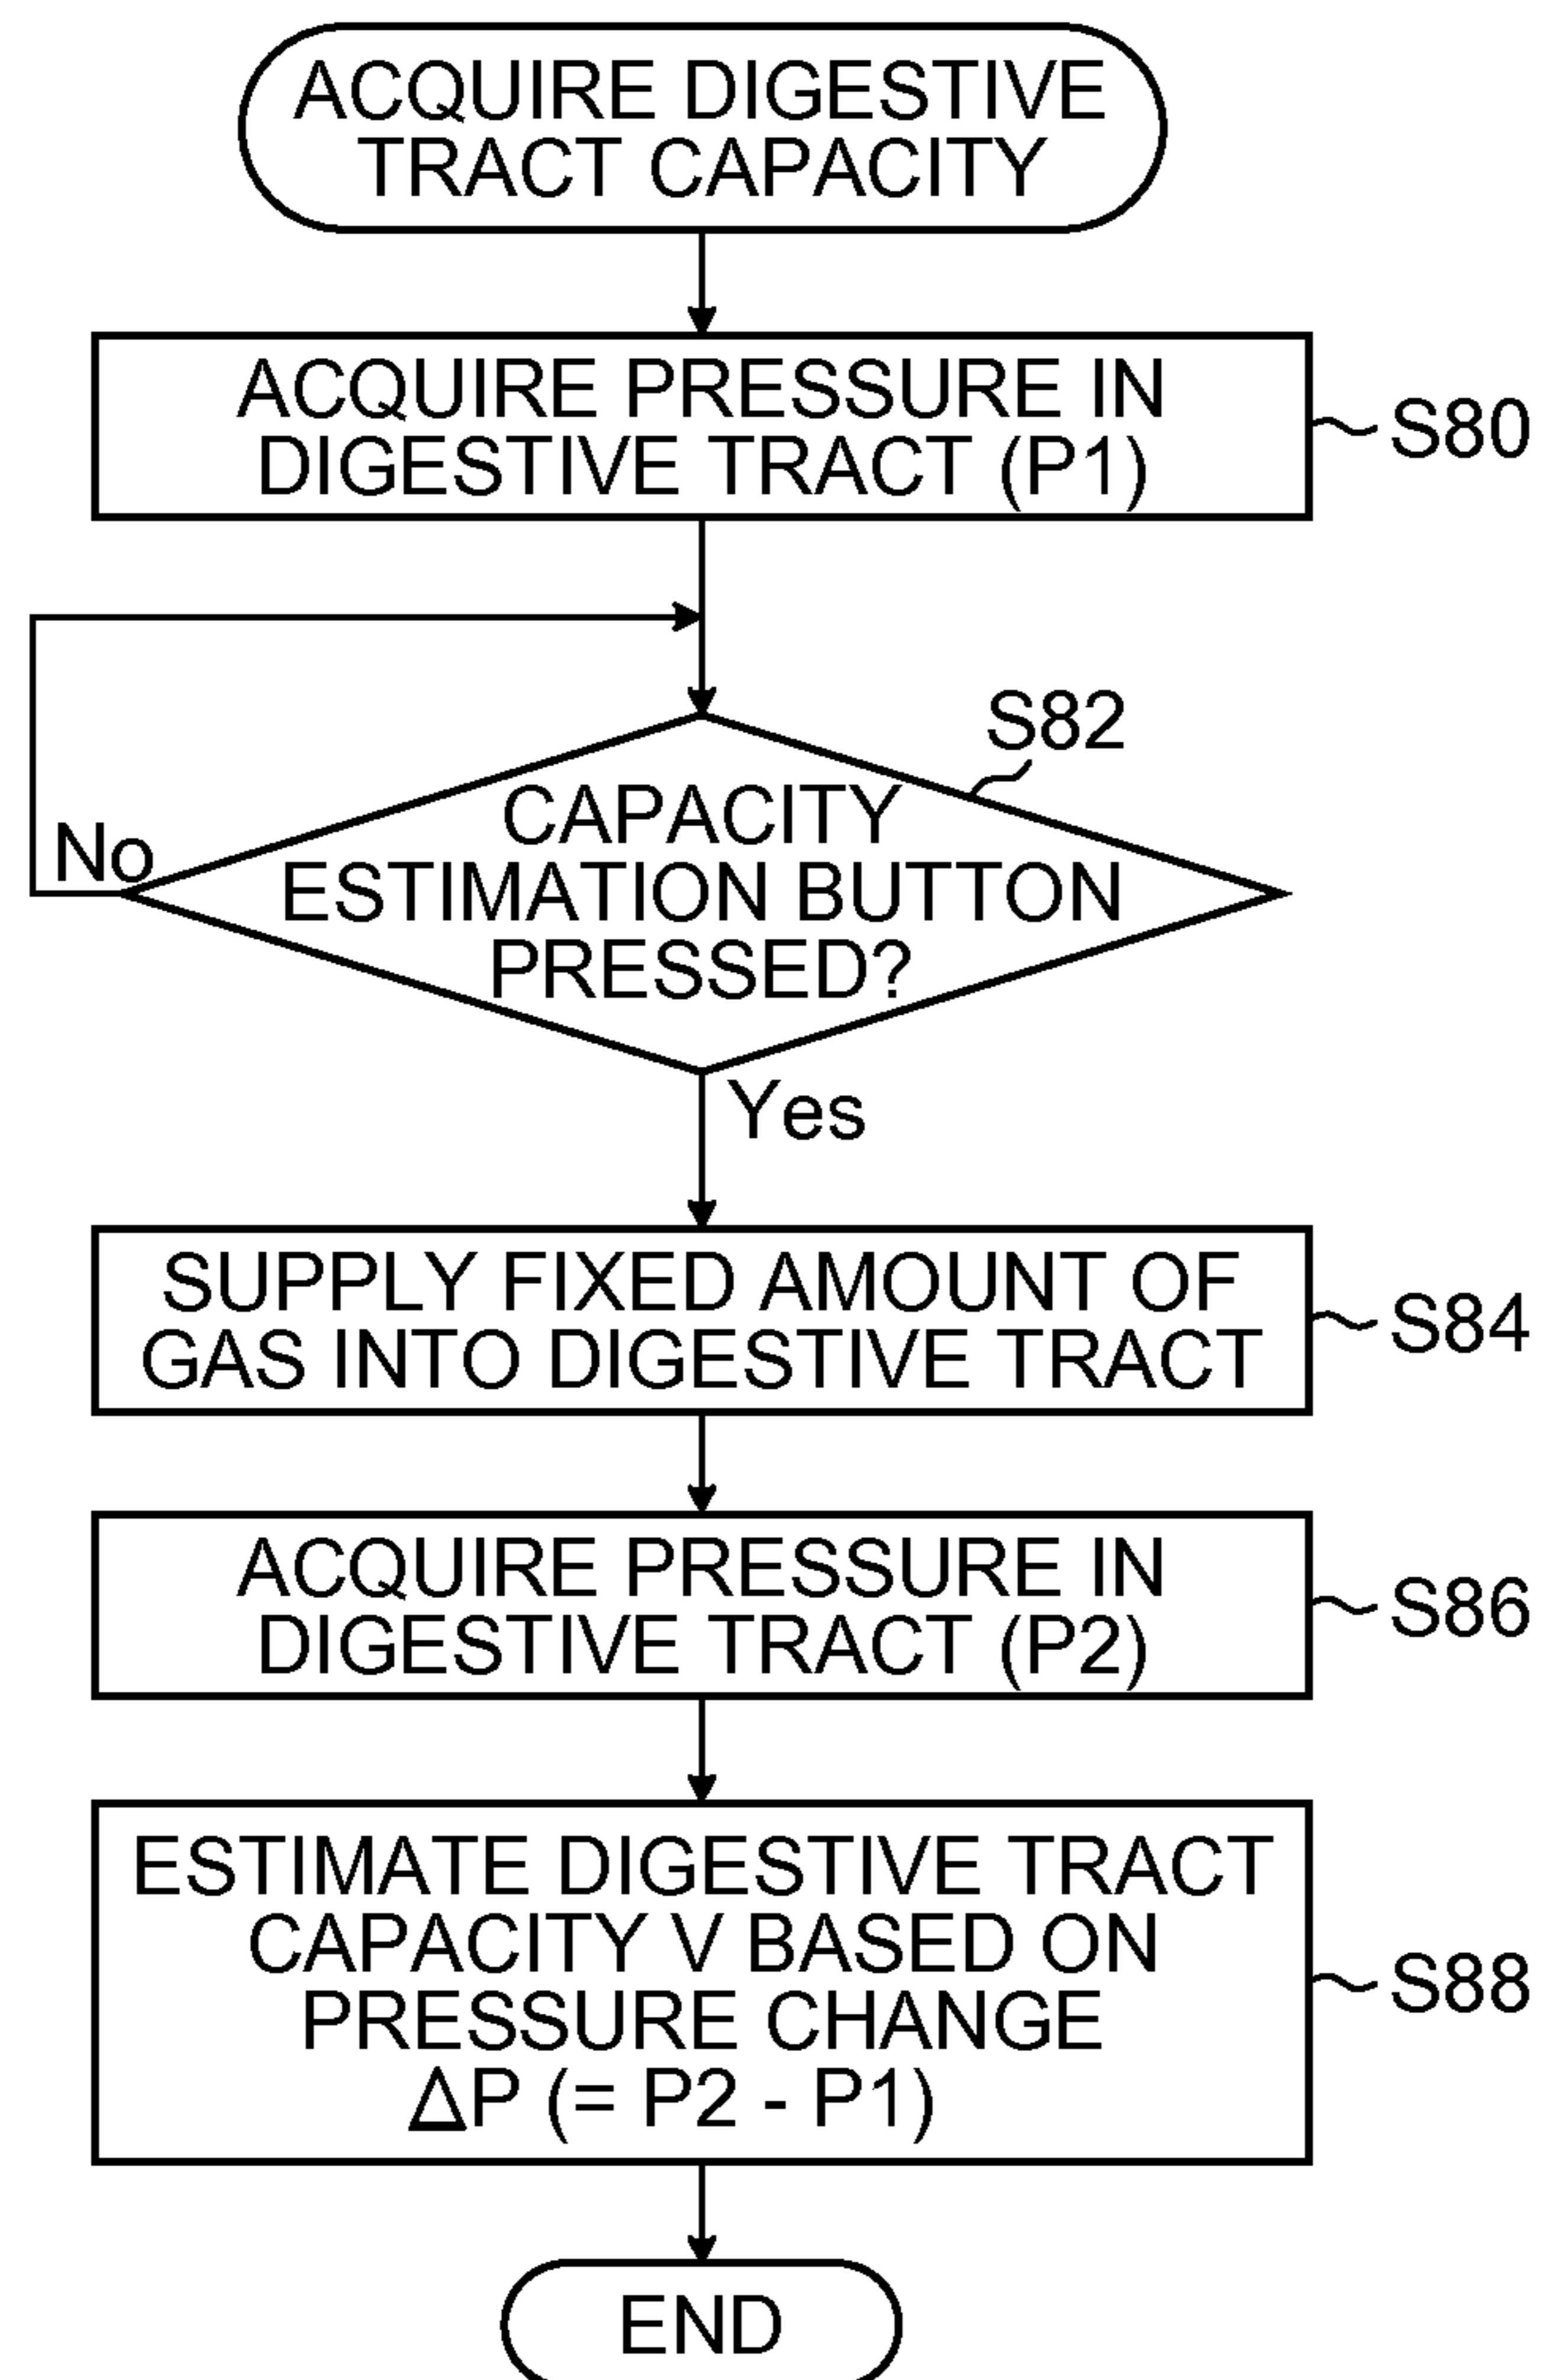 ACQUIRE DIGESTIVE
TRACT CAPACITY
ACQUIRE PRESSURE IN
DIGESTIVE TRACT (P1)
S80
S82
CAPACITY
ESTIMATION BUTTON
PRESSED?
No
Yes
SUPPLY FIXED AMOUNT OF
GAS INTO DIGESTIVE TRACT
S84
ACQUIRE PRESSURE IN
DIGESTIVE TRACT (P2)
S86
ESTIMATE DIGESTIVE TRACT
CAPACITY V BASED ON
PRESSURE CHANGE
ΔP (= P2 - P1)
S88
END